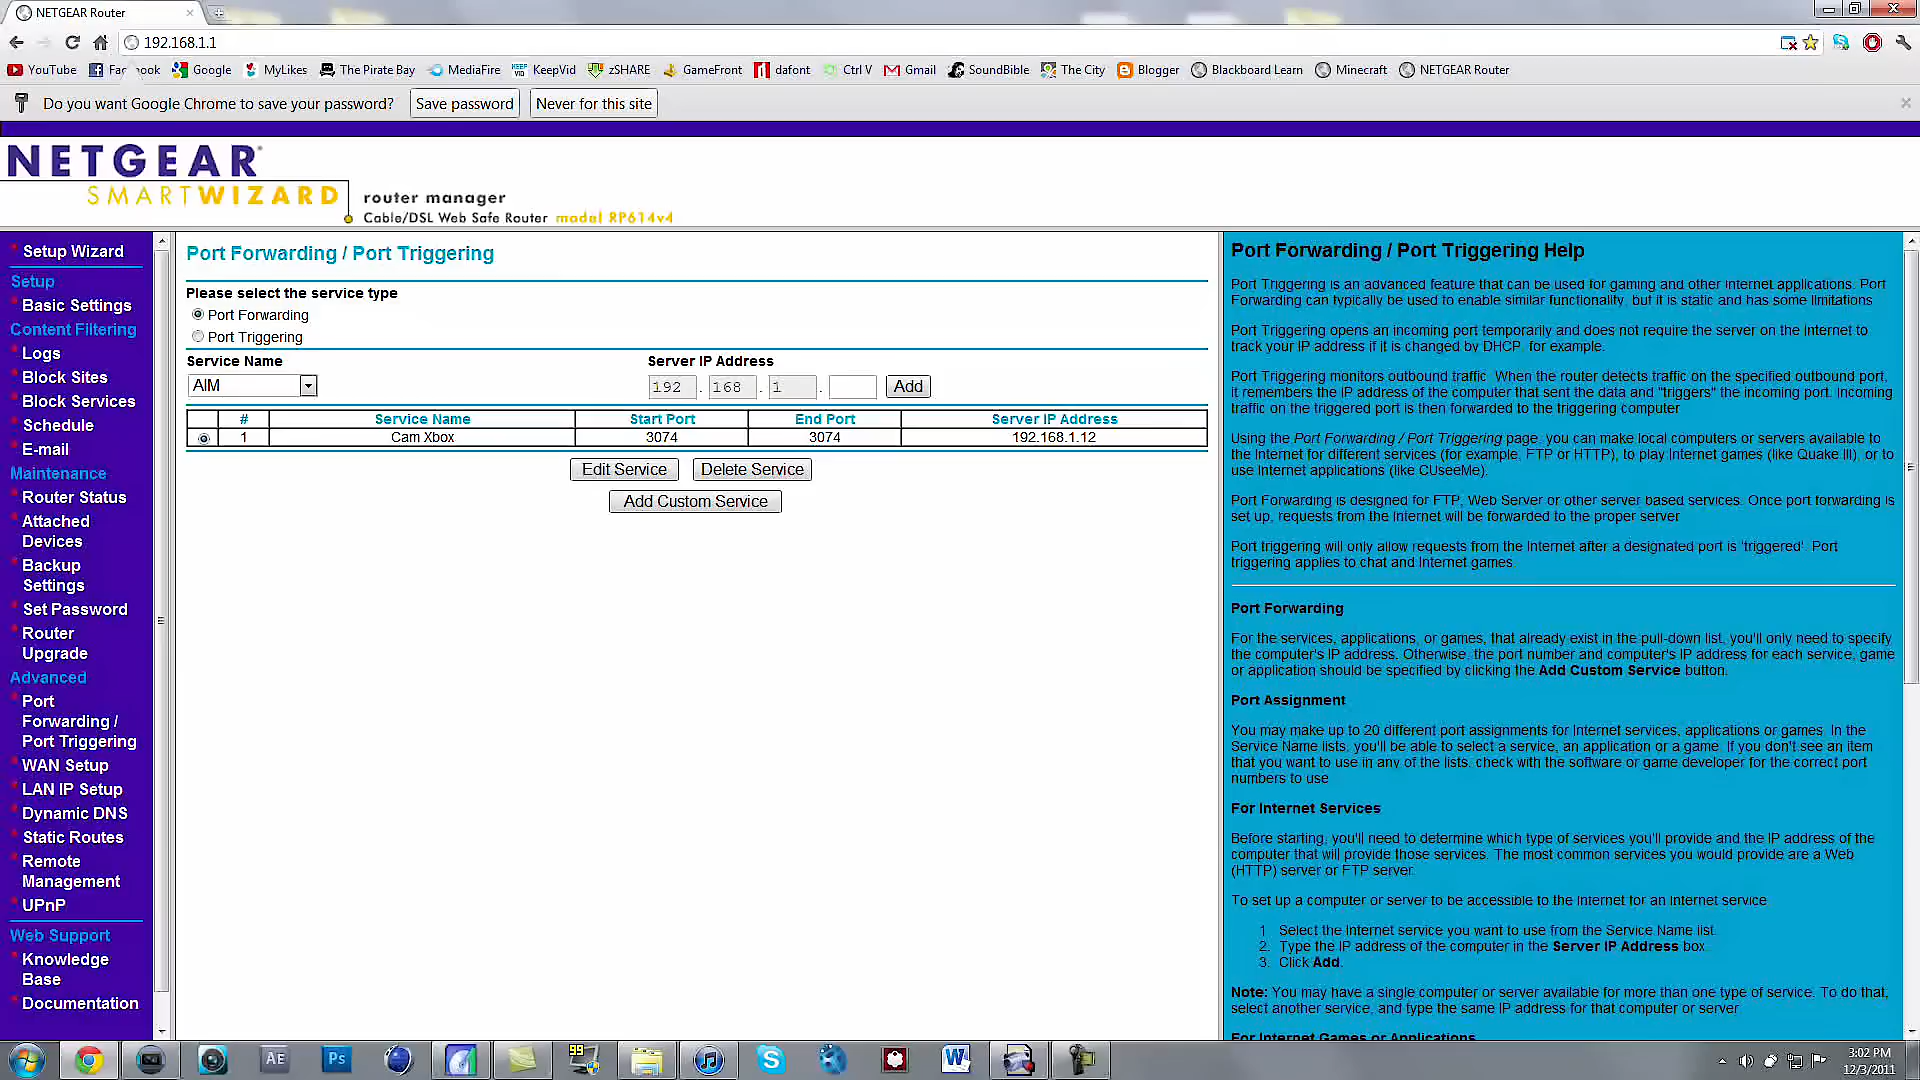 NETGEAR Router
192.168.1.1
YouTube Facebook Google MyLikes The Pirate Bay MediaFire KeepVid zSHARE GameFront dafont Ctrl V Gmail SoundBible The City Blogger Blackboard Learn Minecraft NETGEAR Router
Do you want Google Chrome to save your password? Save password Never for this site
NETGEAR
SMARTWIZARD
router manager
Cable/DSL Web Safe Router model RP614v4
Setup Wizard
Setup
Basic Settings
Content Filtering
Logs
Block Sites
Block Services
Schedule
E-mail
Maintenance
Router Status
Attached
Devices
Backup
Settings
Set Password
Router
Upgrade
Advanced
Port
Forwarding /
Port Triggering
WAN Setup
LAN IP Setup
Dynamic DNS
Static Routes
Remote
Management
UPnP
Web Support
Knowledge
Base
Documentation
Port Forwarding / Port Triggering
Please select the service type
Port Forwarding
Port Triggering
Service Name Server IP Address
AIM 192 . 168 . 1 . Add
# Service Name Start Port End Port Server IP Address
1 Cam Xbox 3074 3074 192.168.1.12
Edit Service Delete Service
Add Custom Service
Port Forwarding / Port Triggering Help
Port Triggering is an advanced feature that can be used for gaming and other internet applications. Port
Forwarding can typically be used to enable similar functionality, but it is static and has some limitations
Port Triggering opens an incoming port temporarily and does not require the server on the Internet to
track your IP address if it is changed by DHCP, for example.
Port Triggering monitors outbound traffic. When the router detects traffic on the specified outbound port,
it remembers the IP address of the computer that sent the data and "triggers" the incoming port. Incoming
traffic on the triggered port is then forwarded to the triggering computer
Using the Port Forwarding / Port Triggering page, you can make local computers or servers available to
the Internet for different services (for example, FTP or HTTP), to play Internet games (like Quake III), or to
use Internet applications (like CUseeMe).
Port Forwarding is designed for FTP, Web Server or other server based services. Once port forwarding is
set up, requests from the Internet will be forwarded to the proper server
Port triggering will only allow requests from the Internet after a designated port is 'triggered'. Port
triggering applies to chat and Internet games.
Port Forwarding
For the services, applications, or games, that already exist in the pull-down list, you'll only need to specify
the computer's IP address. Otherwise, the port number and computer's IP address for each service, game
or application should be specified by clicking the Add Custom Service button.
Port Assignment
You may make up to 20 different port assignments for Internet services, applications or games. In the
Service Name lists, you'll be able to select a service, an application or a game. If you don't see an item
that you want to use in any of the lists, check with the software or game developer for the correct port
numbers to use
For Internet Services
Before starting, you'll need to determine which type of services you'll provide and the IP address of the
computer that will provide those services. The most common services you would provide are a Web
(HTTP) server or FTP server.
To set up a computer or server to be accessible to the Internet for an Internet service
1. Select the Internet service you want to use from the Service Name list.
2. Type the IP address of the computer in the Server IP Address box.
3. Click Add.
Note: You may have a single computer or server available for more than one type of service. To do that,
select another service, and type the same IP address for that computer or server
For Internet Games or Applications
AE Ps 99 W
3:02 PM
12/3/2011